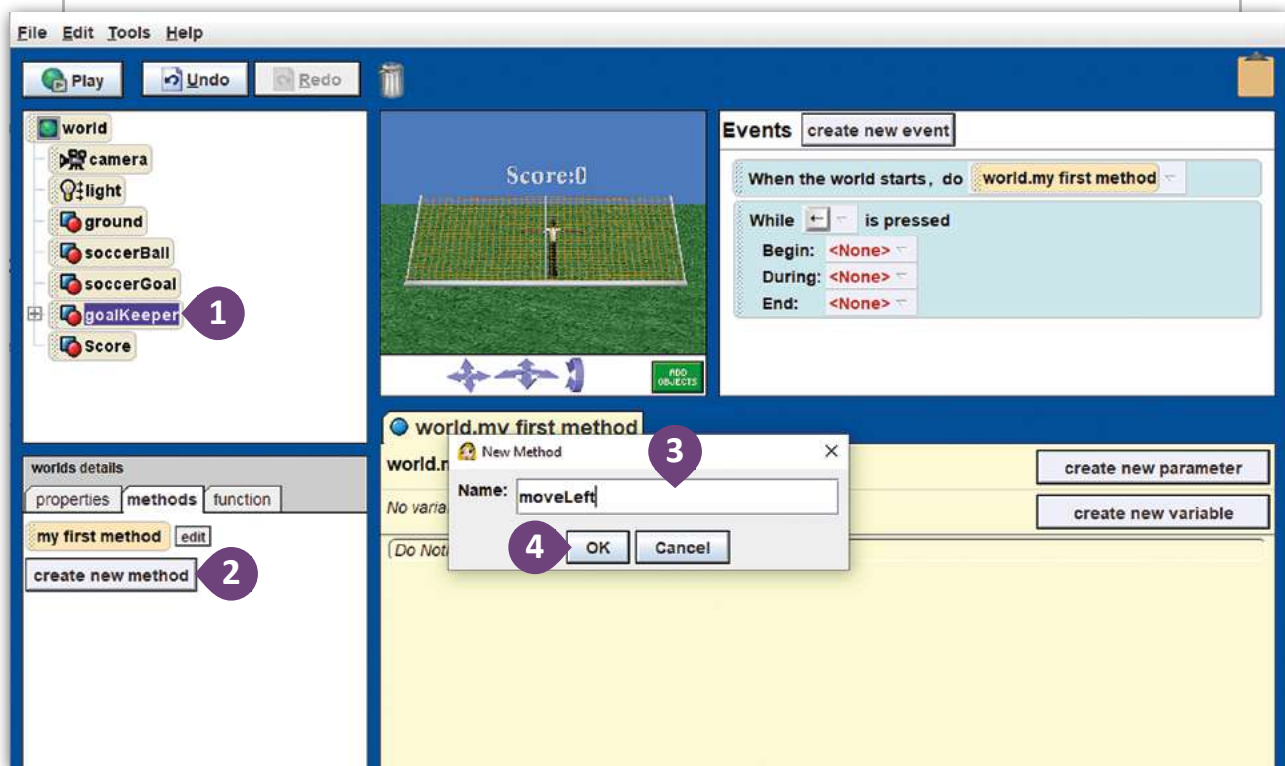 File Edit Tools Help
Play Undo Redo
world
camera
light
ground
soccerBall
soccerGoal
goalKeeper 1
Score
Score:0
ADD OBJECTS
Events create new event
When the world starts, do world.my first method
While ← is pressed
Begin: <None>
During: <None>
End: <None>
worlds details
properties methods function
my first method edit
create new method 2
world.my first method
world.m
No varia
Do Not
create new parameter
create new variable
New Method
3
Name: moveLeft
4 OK Cancel